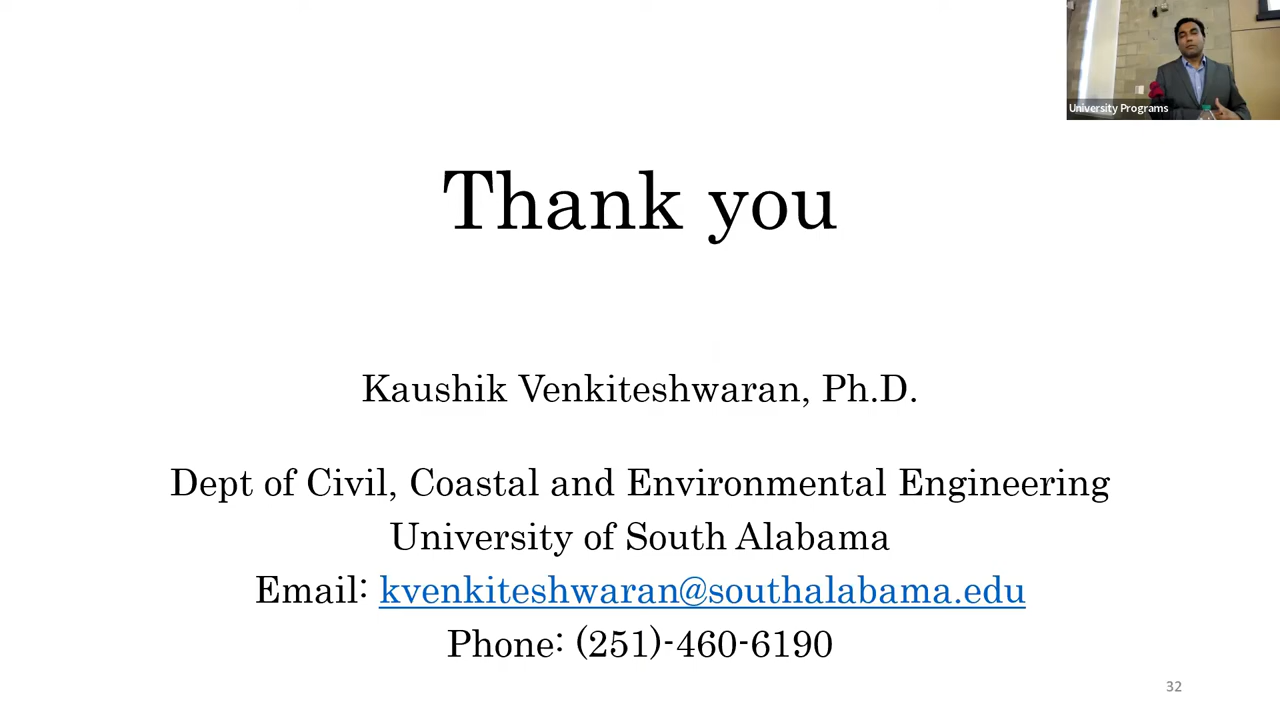 University Programs
Thank you
Kaushik Venkiteshwaran, Ph.D.
Dept of Civil, Coastal and Environmental Engineering
University of South Alabama
Email: kvenkiteshwaran@southalabama.edu
Phone: (251)-460-6190
32